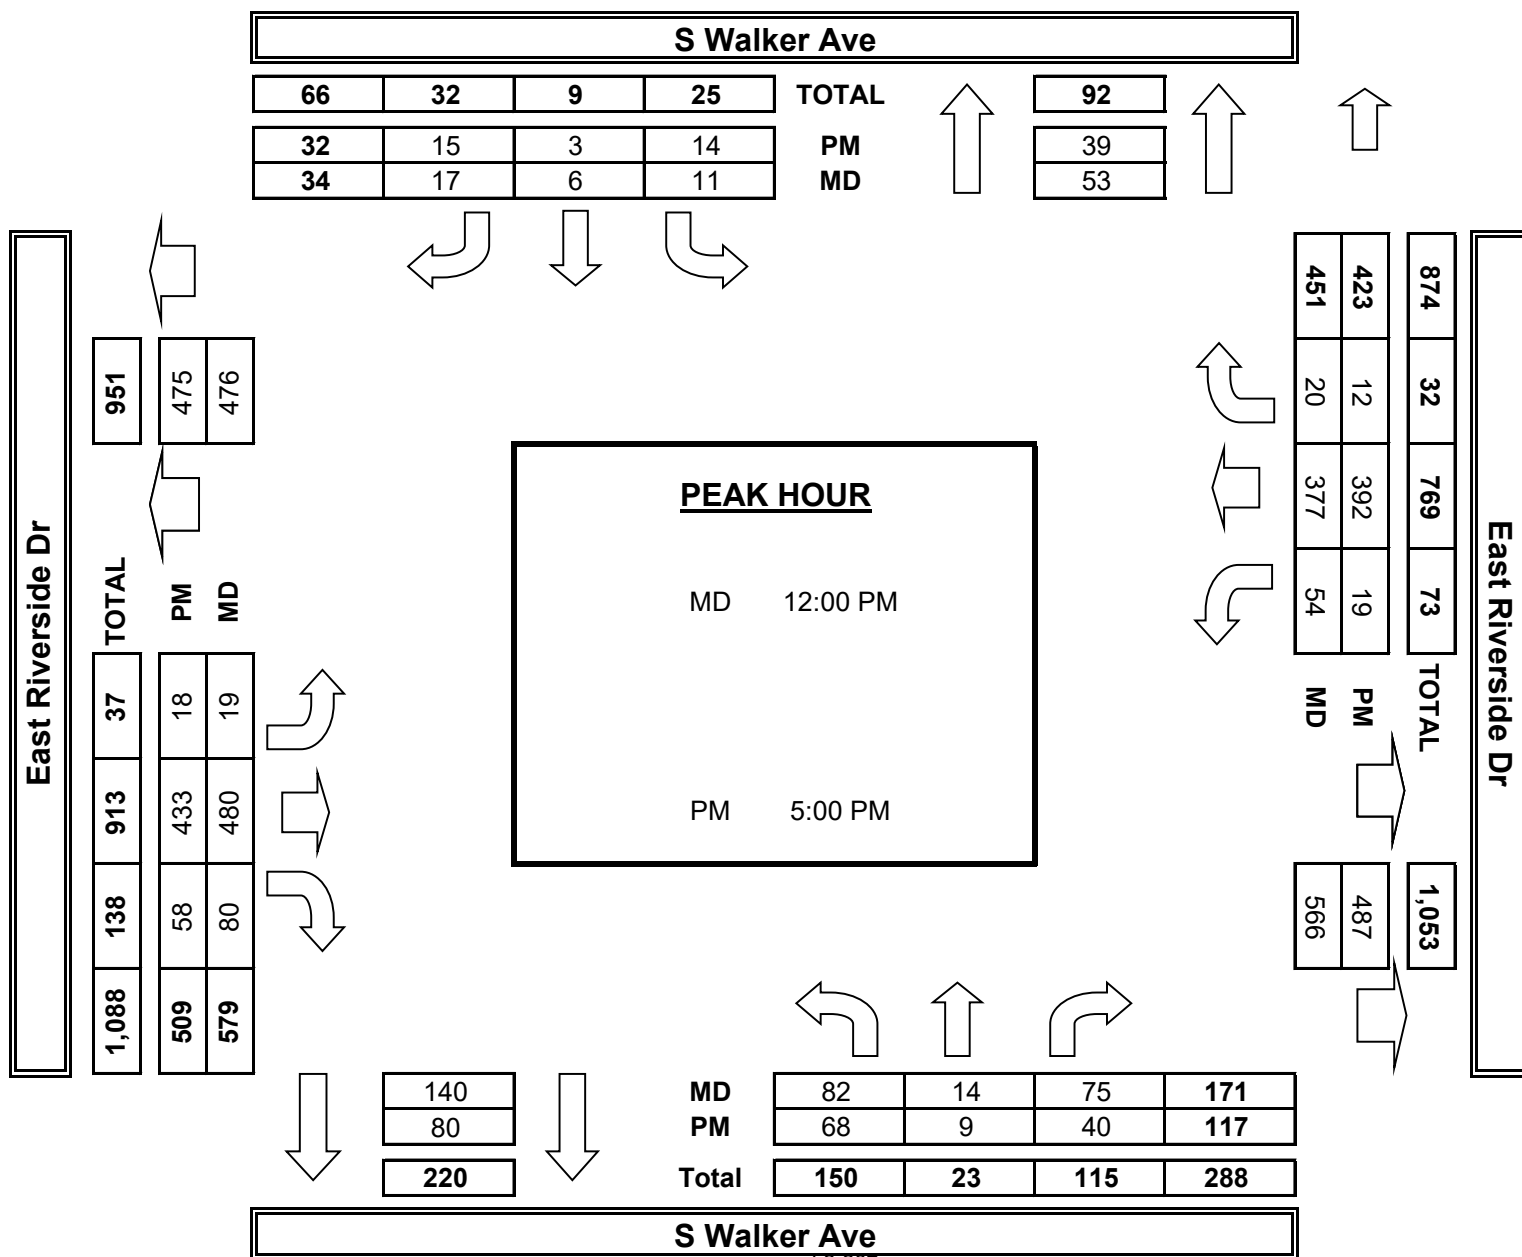 S Walker Ave
66 32 9 25 TOTAL 92
32 15 3 14 PM 39
34 17 6 11 MD 53
East Riverside Dr
951 475 476
TOTAL PM MD
37 18 19
913 433 480
138 58 80
1,088 509 579
PEAK HOUR
MD 12:00 PM
PM 5:00 PM
451 423 874
20 12 32
377 392 769
54 19 73
MD PM TOTAL
566 487 1,053
East Riverside Dr
140 MD 82 14 75 171
80 PM 68 9 40 117
220 Total 150 23 115 288
S Walker Ave